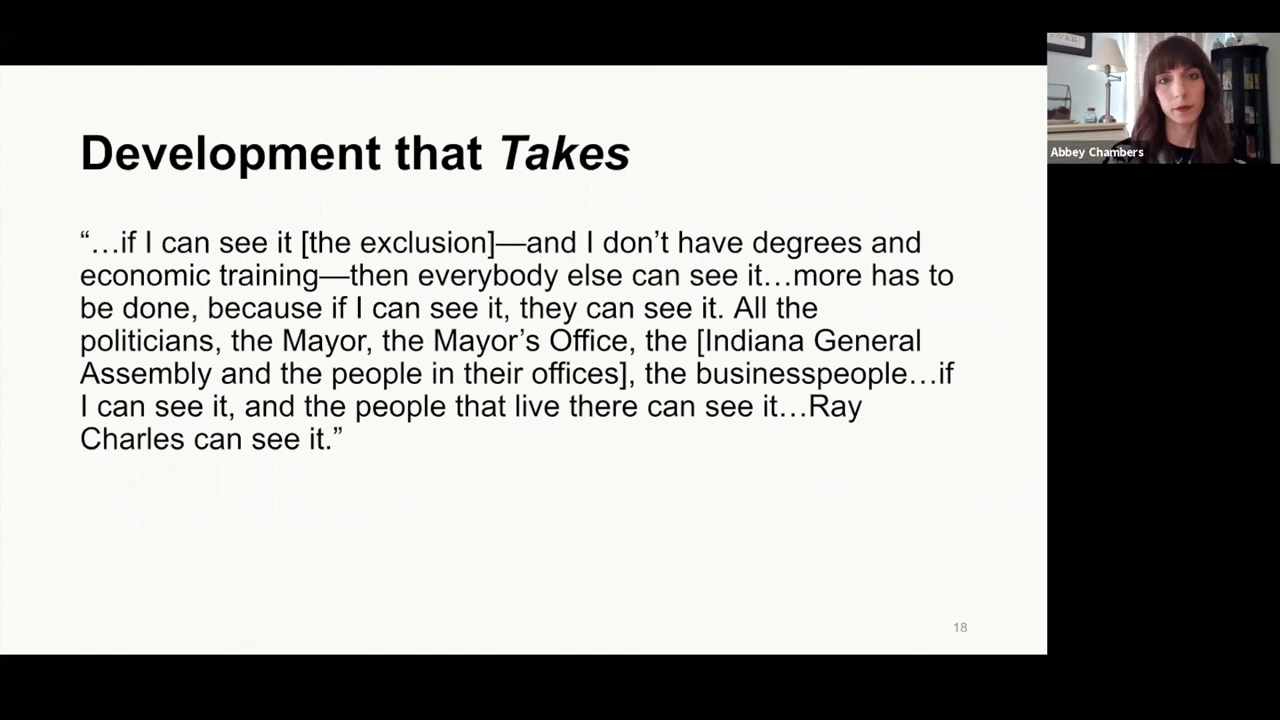 Development that Takes
“…if I can see it [the exclusion]—and I don’t have degrees and
economic training—then everybody else can see it…more has to
be done, because if I can see it, they can see it. All the
politicians, the Mayor, the Mayor’s Office, the [Indiana General
Assembly and the people in their offices], the businesspeople…if
I can see it, and the people that live there can see it…Ray
Charles can see it.”
18
Abbey Chambers